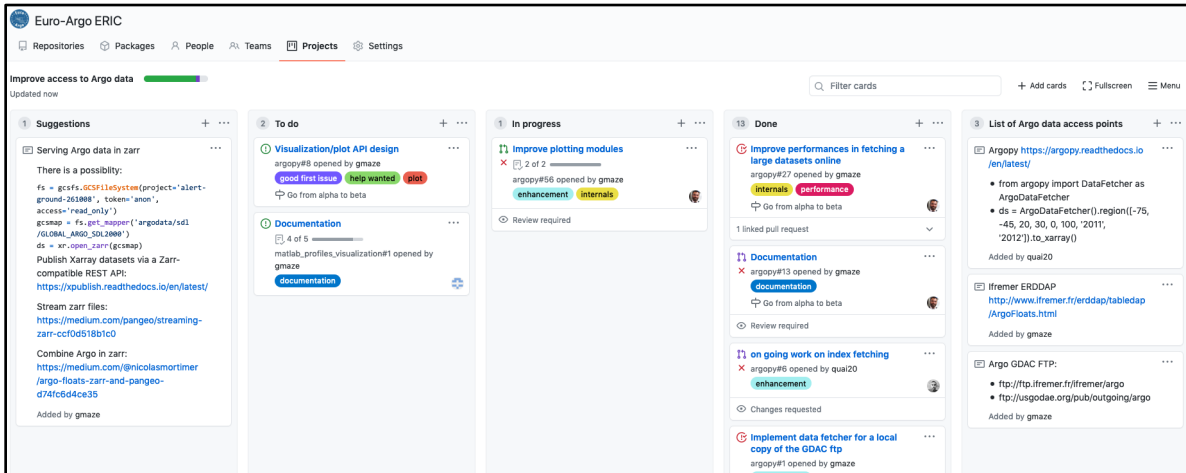 Euro-Argo ERIC
Repositories
Packages
People
Teams
Projects
Settings
Improve access to Argo data
Updated now
Filter cards
+ Add cards
Fullscreen
Menu
1 Suggestions
Serving Argo data in zarr
There is a possiblity:
fs = gcsfs.GCSFileSystem(project='alert-
ground-261008', token='anon',
access='read_only')
gcsmap = fs.get_mapper('argodata/sdl
/GLOBAL_ARGO_SDL2000')
ds = xr.open_zarr(gcsmap)
Publish Xarray datasets via a Zarr-
compatible REST API:
https://xpublish.readthedocs.io/en/latest/
Stream zarr files:
https://medium.com/pangeo/streaming-
zarr-ccf0d518b1c0
Combine Argo in zarr:
https://medium.com/@nicolasmortimer
/argo-floats-zarr-and-pangeo-
d74fc6d4ce35
Added by gmaze
2 To do
Visualization/plot API design
argopy#8 opened by gmaze
good first issue help wanted plot
Go from alpha to beta
Documentation
4 of 5
matlab_profiles_visualization#1 opened by
gmaze
documentation
1 In progress
Improve plotting modules
2 of 2
argopy#56 opened by gmaze
enhancement internals
Review required
13 Done
Improve performances in fetching a
large datasets online
argopy#27 opened by gmaze
internals performance
Go from alpha to beta
1 linked pull request
Documentation
argopy#13 opened by gmaze
documentation
Go from alpha to beta
Review required
on going work on index fetching
argopy#6 opened by quai20
enhancement
Changes requested
Implement data fetcher for a local
copy of the GDAC ftp
argopy#1 opened by gmaze
3 List of Argo data access points
Argopy https://argopy.readthedocs.io
/en/latest/
• from argopy import DataFetcher as
ArgoDataFetcher
• ds = ArgoDataFetcher().region([-75,
-45, 20, 30, 0, 100, '2011',
'2012']).to_xarray()
Added by quai20
Ifremer ERDDAP
http://www.ifremer.fr/erddap/tabledap
/ArgoFloats.html
Added by gmaze
Argo GDAC FTP:
• ftp://ftp.ifremer.fr/ifremer/argo
• ftp://usgodae.org/pub/outgoing/argo
Added by gmaze